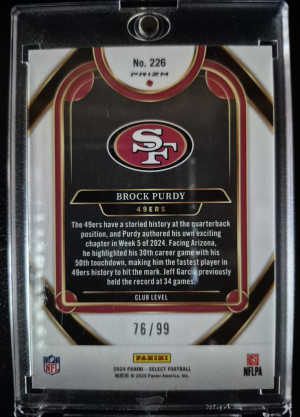 No. 226
PRIZM
SF
BROCK PURDY
49ERS
The 49ers have a storied history at the quarterback
position, and Purdy authored his own exciting
chapter in Week 5 of 2024. Facing Arizona,
he highlighted his 30th career game with his
50th touchdown, making him the fastest player in
49ers history to hit the mark. Jeff Garcia previously
held the record at 34 games.
CLUB LEVEL
76/99
NFL
PANINI
NFLPA
2024 PANINI - SELECT FOOTBALL
© 2025 Panini America, Inc.